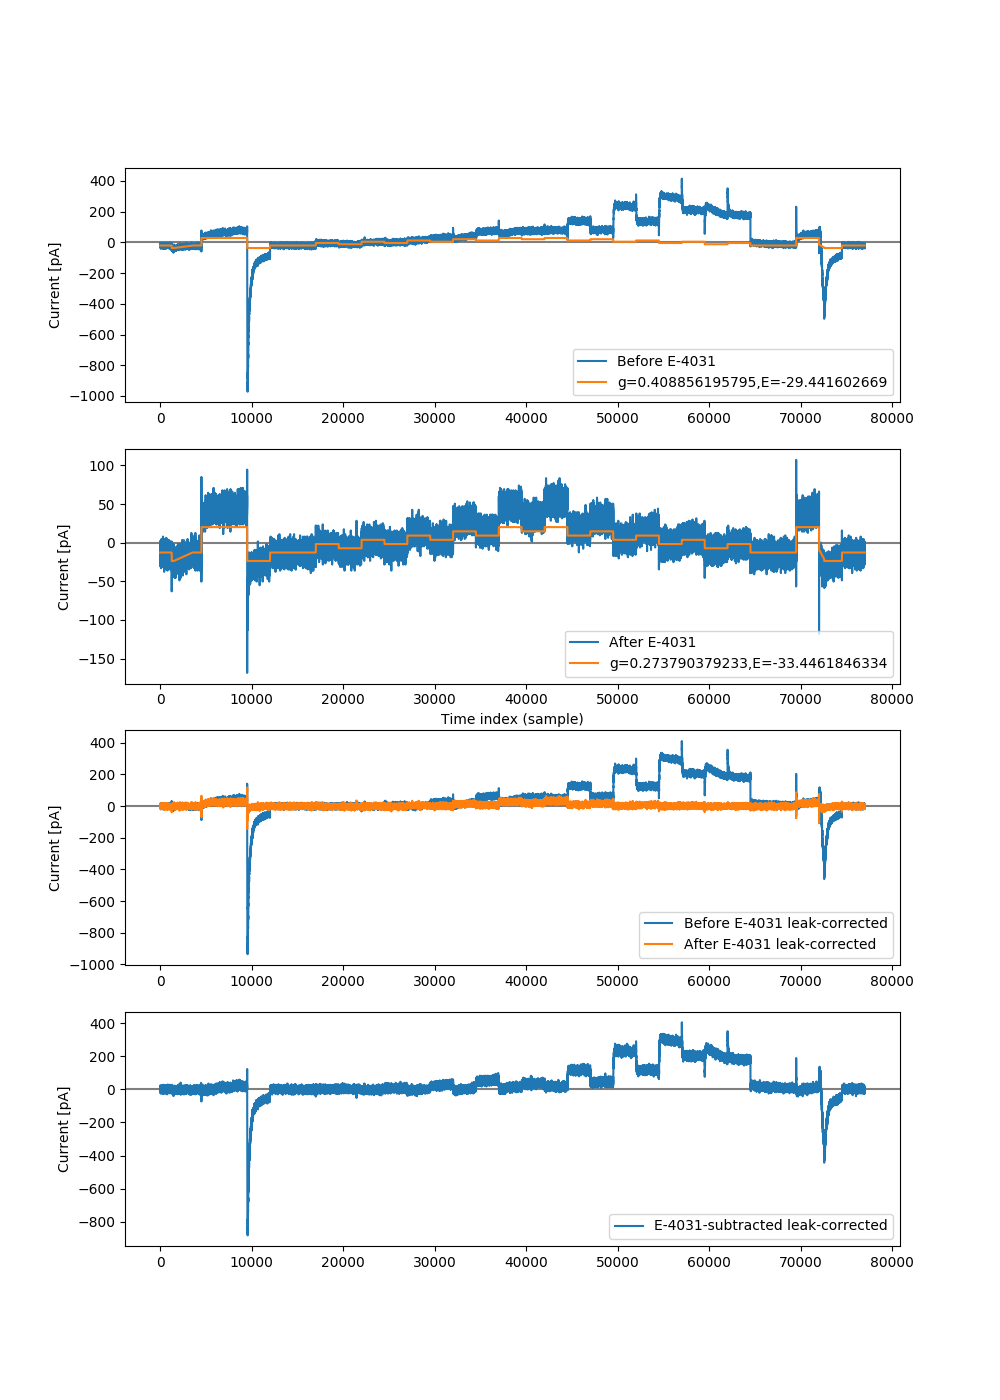 400
200
0
−200
−400
−600
−800
−1000
Current [pA]
Before E-4031
g=0.408856195795,E=-29.441602669
0 10000 20000 30000 40000 50000 60000 70000 80000
100
50
0
−50
−100
−150
Current [pA]
After E-4031
g=0.273790379233,E=-33.4461846334
0 10000 20000 30000 40000 50000 60000 70000 80000
Time index (sample)
400
200
0
−200
−400
−600
−800
−1000
Current [pA]
Before E-4031 leak-corrected
After E-4031 leak-corrected
0 10000 20000 30000 40000 50000 60000 70000 80000
400
200
0
−200
−400
−600
−800
Current [pA]
E-4031-subtracted leak-corrected
0 10000 20000 30000 40000 50000 60000 70000 80000